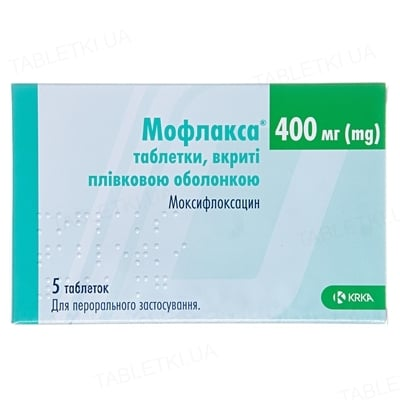 Мофлакса® 400 мг (mg)
таблетки, вкриті
плівковою оболонкою
Моксифлоксацин
5 таблеток
Для перорального застосування.
KRKA
TABLETKI.UA